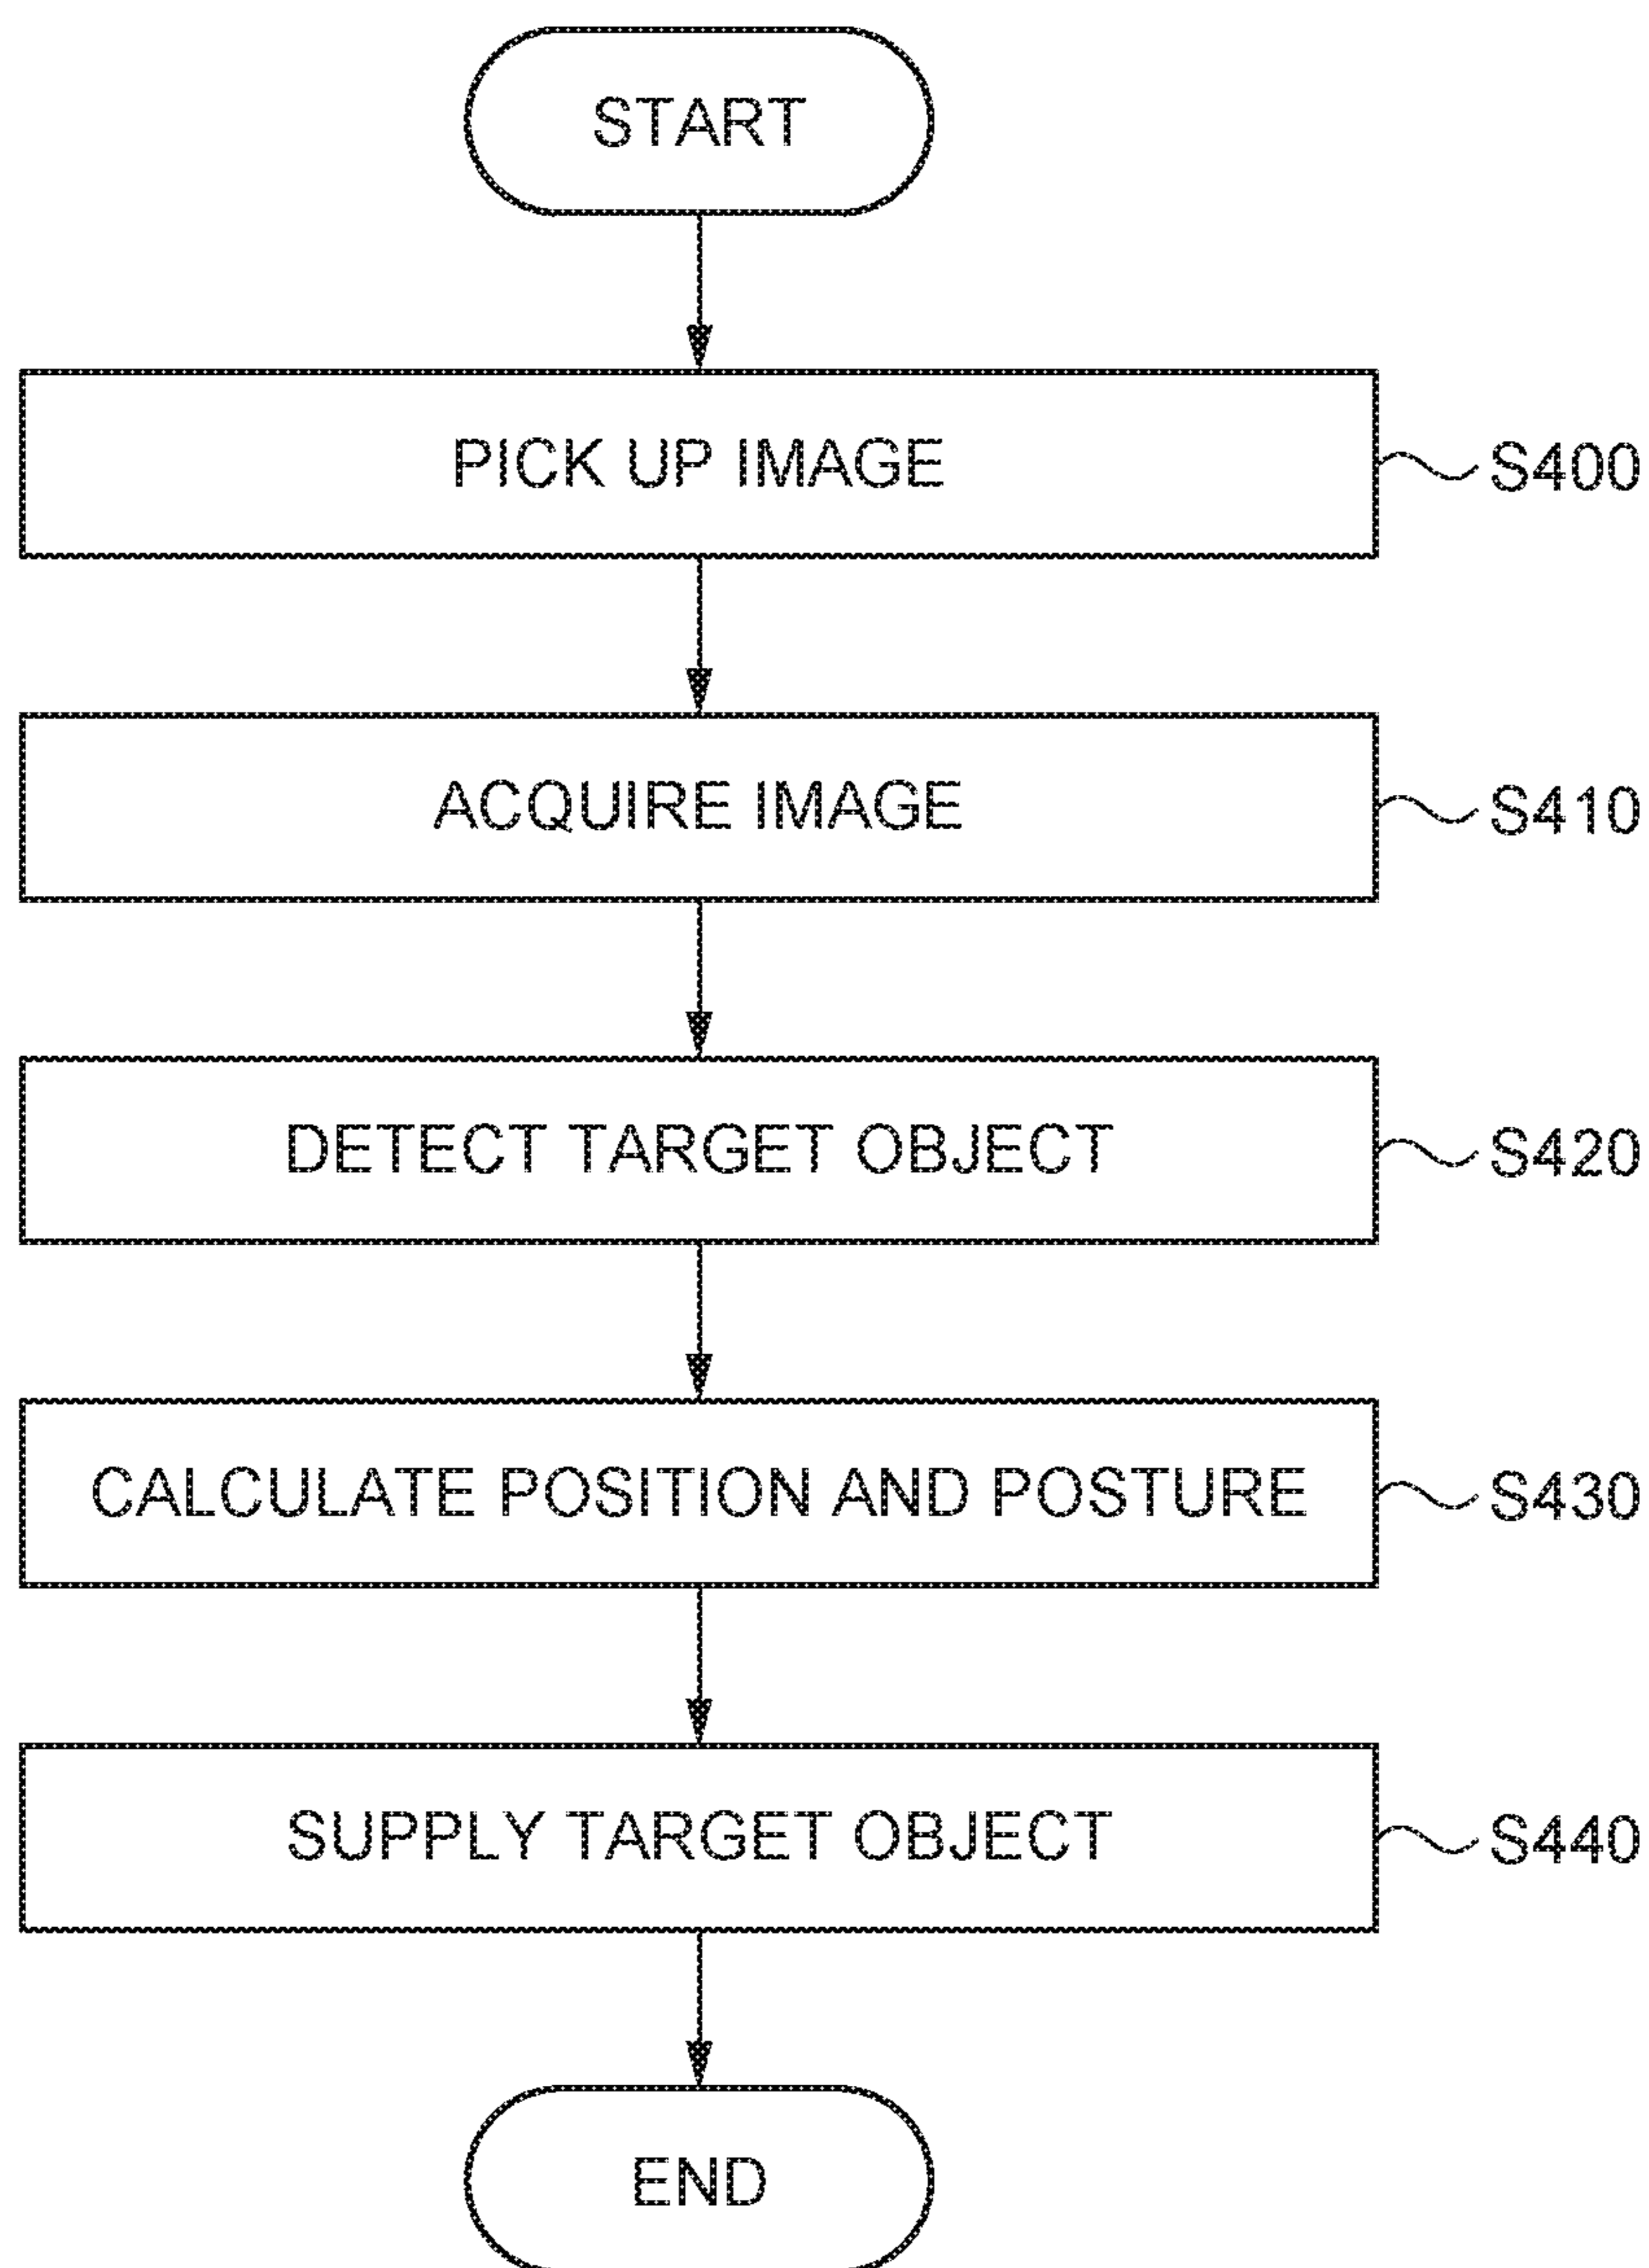 START
PICK UP IMAGE S400
ACQUIRE IMAGE S410
DETECT TARGET OBJECT S420
CALCULATE POSITION AND POSTURE S430
SUPPLY TARGET OBJECT S440
END